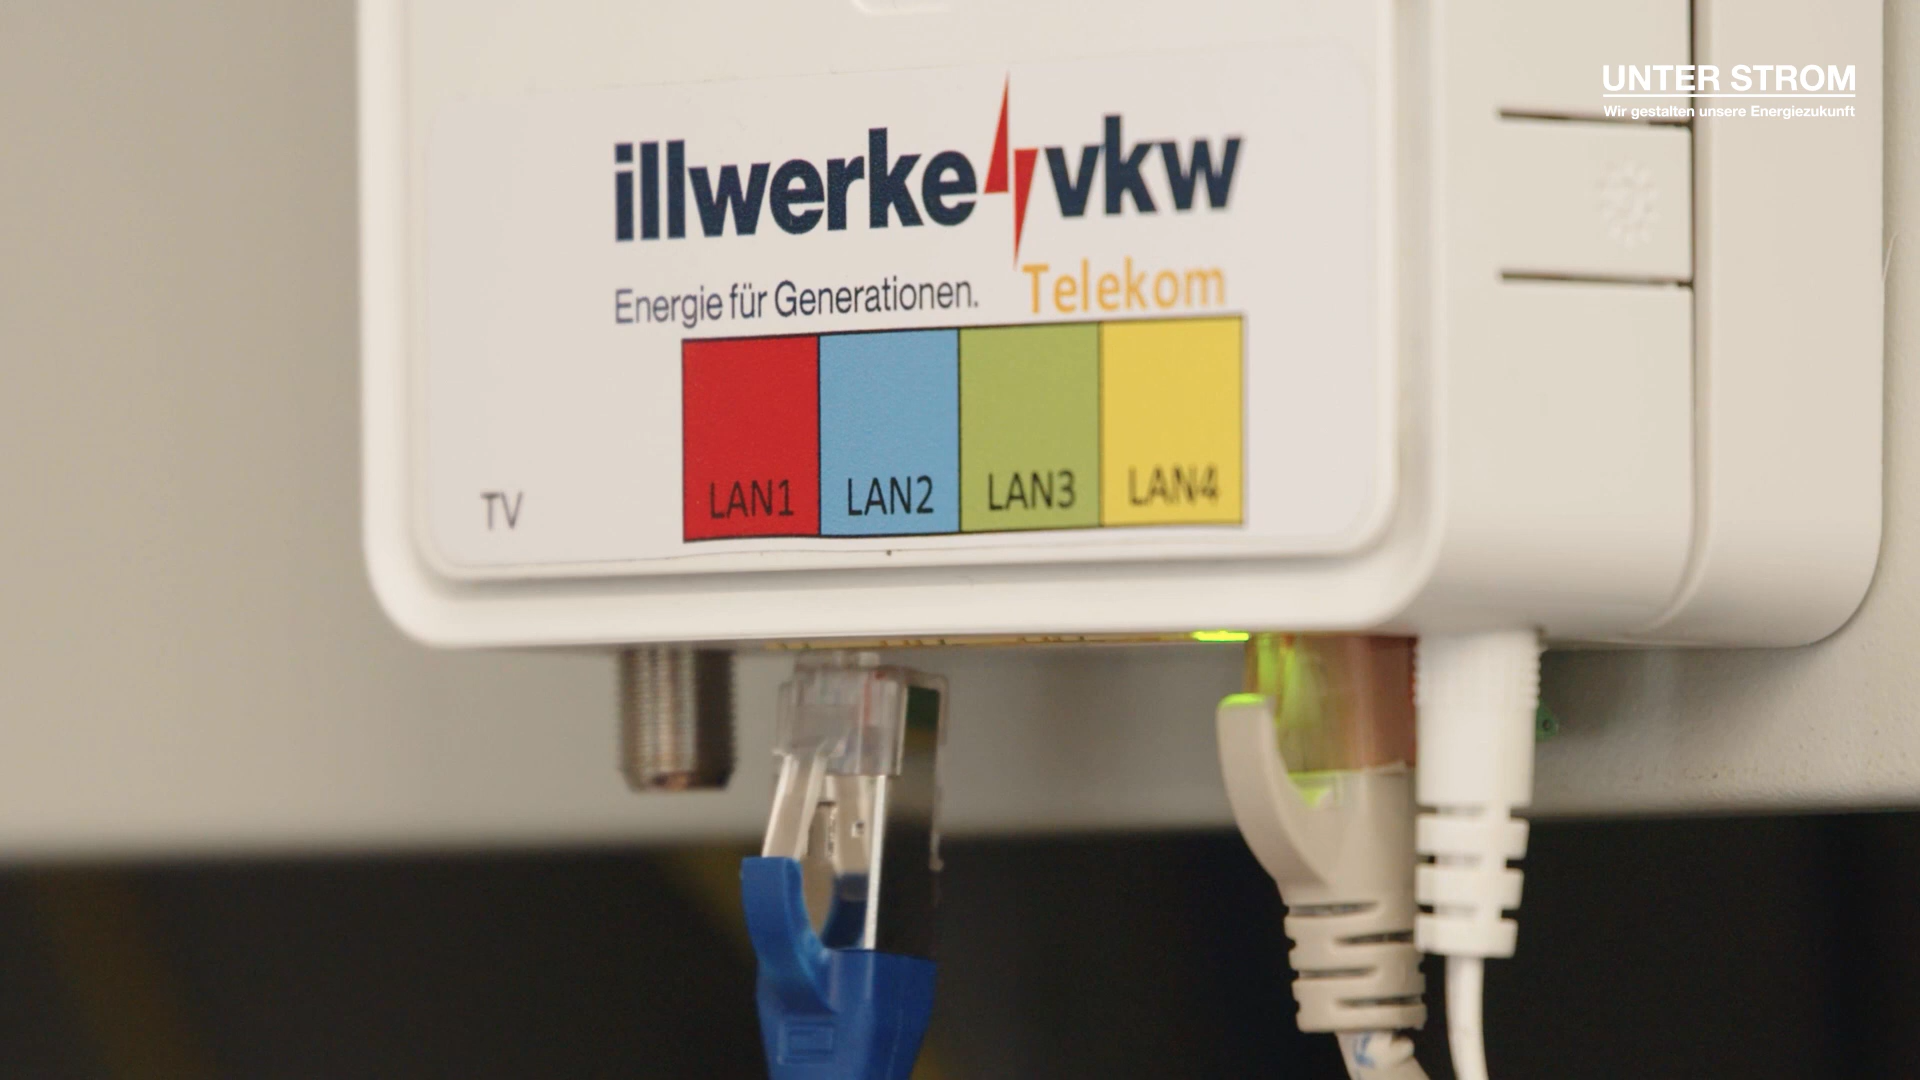 UNTER STROM
Wir gestalten unsere Energiezukunft
illwerke vkw
Energie für Generationen. Telekom
TV LAN1 LAN2 LAN3 LAN4